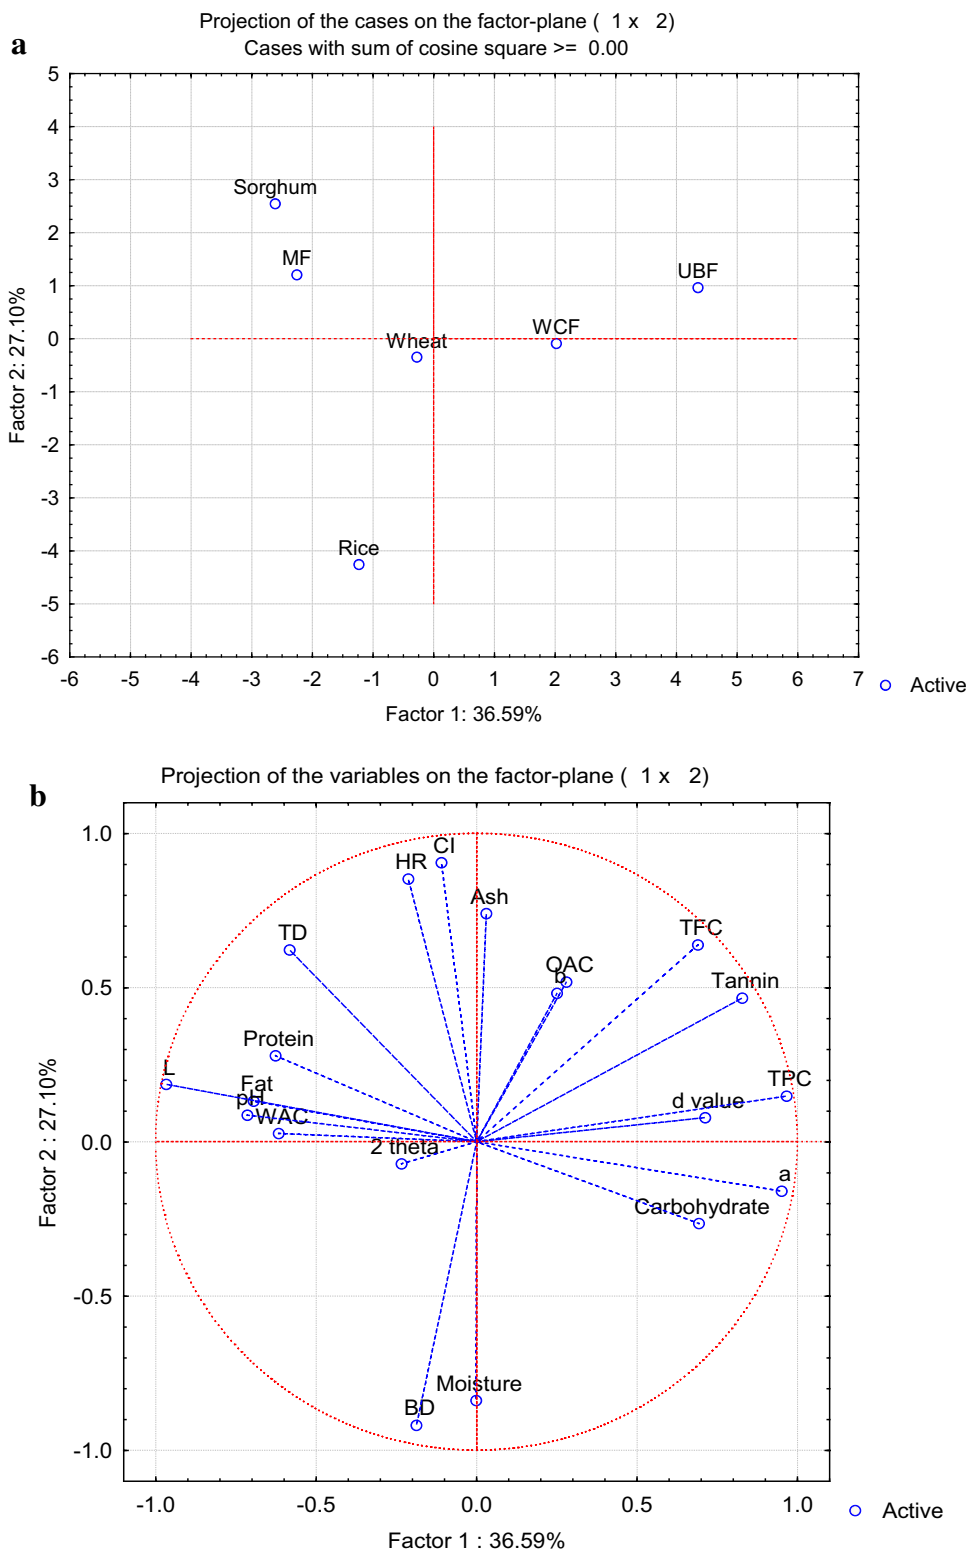 a
Projection of the cases on the factor-plane ( 1 x 2)
Cases with sum of cosine square >= 0.00
5
4
3
2
1
0
-1
-2
-3
-4
-5
-6
Factor 2: 27.10%
Sorghum
MF
UBF
WCF
Wheat
Rice
-6 -5 -4 -3 -2 -1 0 1 2 3 4 5 6 7
Active
Factor 1: 36.59%
b
Projection of the variables on the factor-plane ( 1 x 2)
1.0
0.5
0.0
-0.5
-1.0
Factor 2 : 27.10%
CI
HR
Ash
TD
TFC
OAC
b
Tannin
Protein
L
Fat
pH
WAC
TPC
d value
2 theta
a
Carbohydrate
Moisture
BD
-1.0 -0.5 0.0 0.5 1.0
Active
Factor 1 : 36.59%